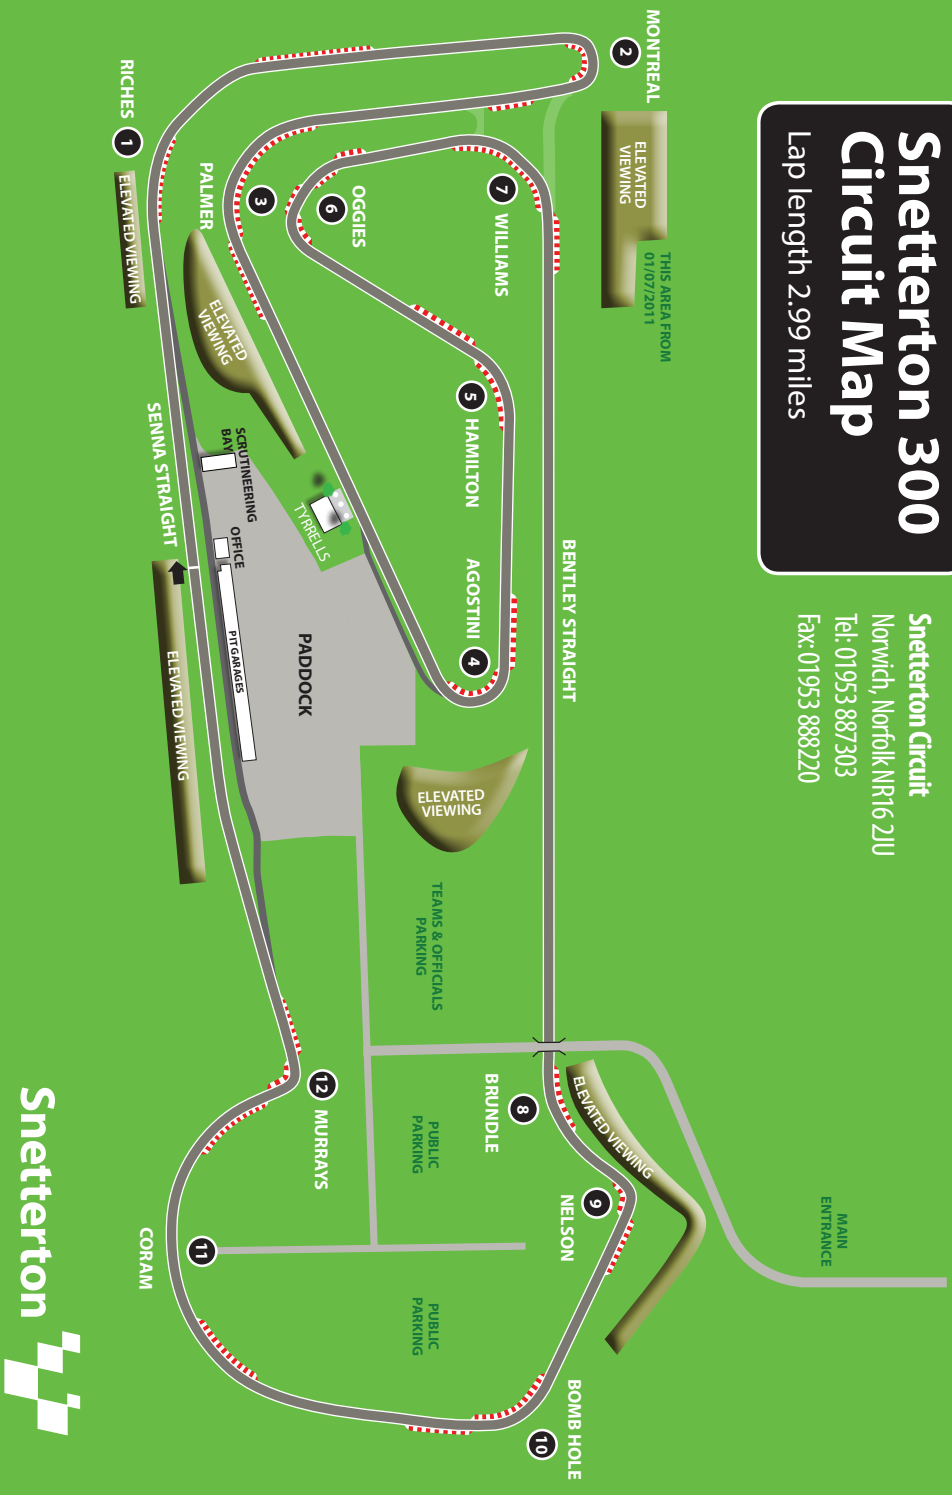 Snetterton 300
Circuit Map
Lap length 2.99 miles
Snetterton Circuit
Norwich, Norfolk NR16 2JU
Tel: 01953 887303
Fax: 01953 888220
MONTREAL
2
ELEVATED
VIEWING
THIS AREA FROM
01/07/2011
RICHES
1
ELEVATED VIEWING
PALMER
3
OGGIES
6
7
WILLIAMS
ELEVATED
VIEWING
5
HAMILTON
AGOSTINI
4
BENTLEY STRAIGHT
SENNA STRAIGHT
SCRUTINEERING
BAY
OFFICE
PIT GARAGES
TYRRELLS
PADDOCK
ELEVATED VIEWING
ELEVATED
VIEWING
TEAMS & OFFICIALS
PARKING
BRUNDLE
8
ELEVATED VIEWING
9
NELSON
MAIN
ENTRANCE
12
MURRAYS
PUBLIC
PARKING
CORAM
11
PUBLIC
PARKING
BOMB HOLE
10
Snetterton